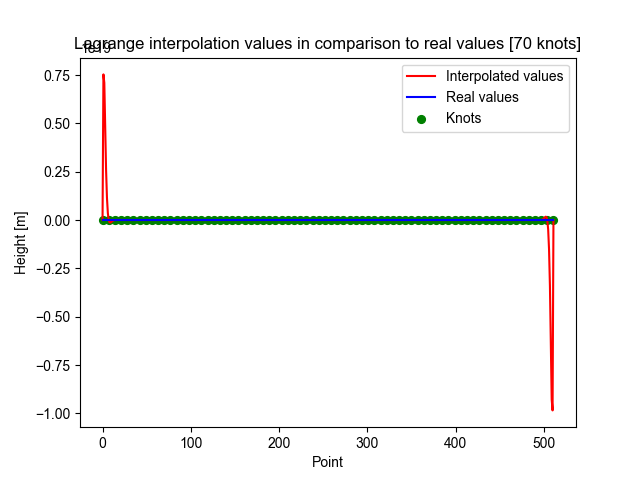 Lagrange interpolation values in comparison to real values [70 knots]
1e19
Interpolated values
Real values
Knots
0.75
0.50
0.25
0.00
−0.25
−0.50
−0.75
−1.00
Height [m]
0 100 200 300 400 500
Point